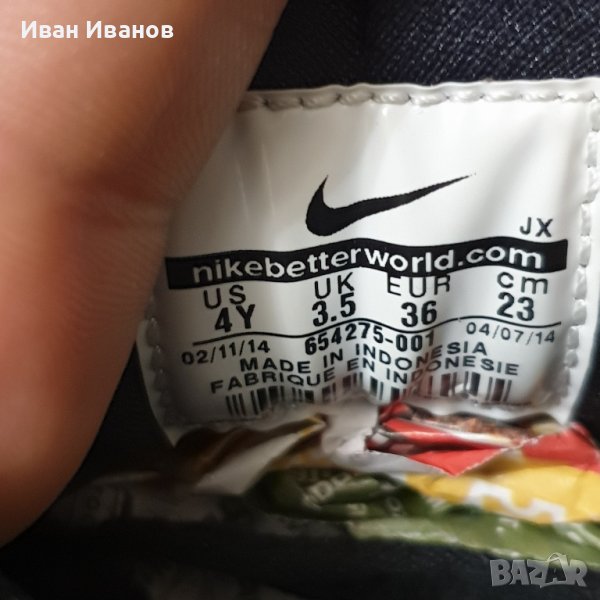 Иван Иванов
JX
nikebetterworld.com
US UK EUR cm
4Y 3.5 36 23
02/11/14 654275-001 04/07/14
MADE IN INDONESIA
FABRIQUE EN INDONESIE
BAZAR